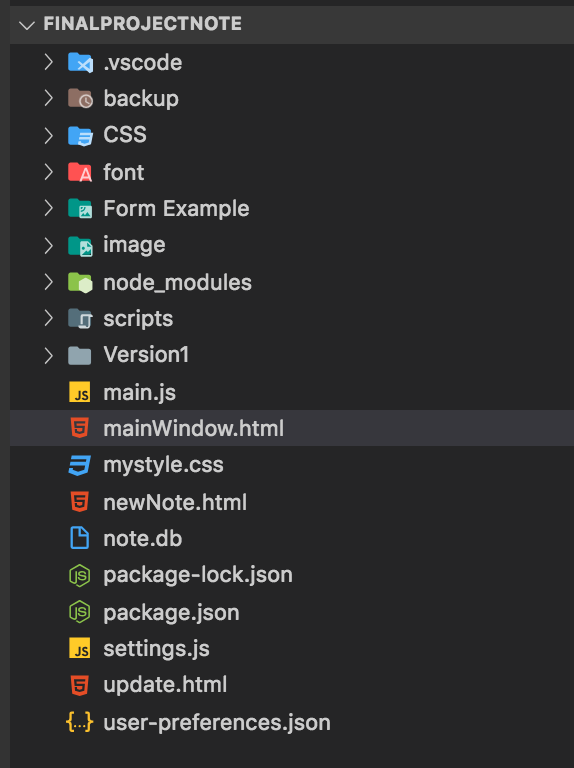 FINALPROJECTNOTE
.vscode
backup
CSS
font
Form Example
image
node_modules
scripts
Version1
main.js
mainWindow.html
mystyle.css
newNote.html
note.db
package-lock.json
package.json
settings.js
update.html
user-preferences.json